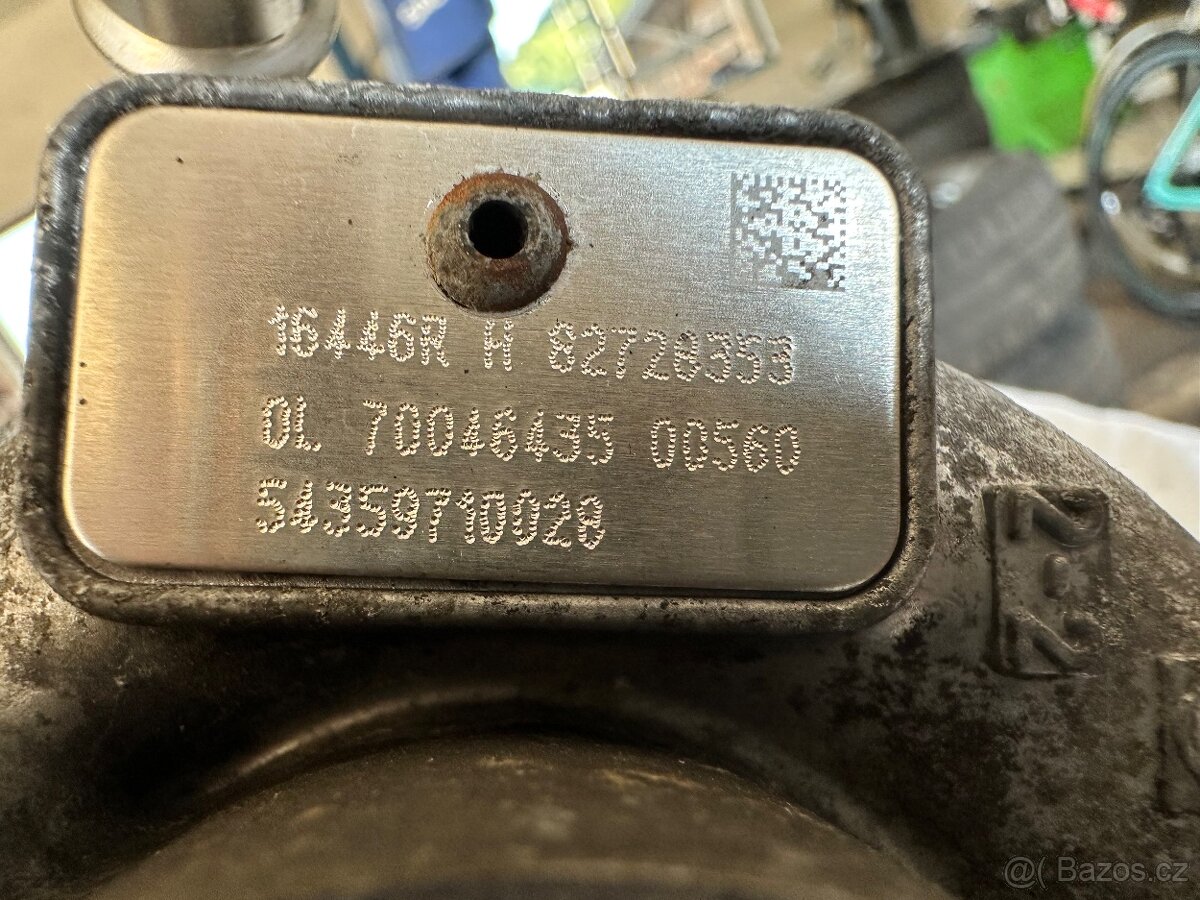 16446R H 82728353
0L 70046435 00560
54359710028
@( Bazos.cz